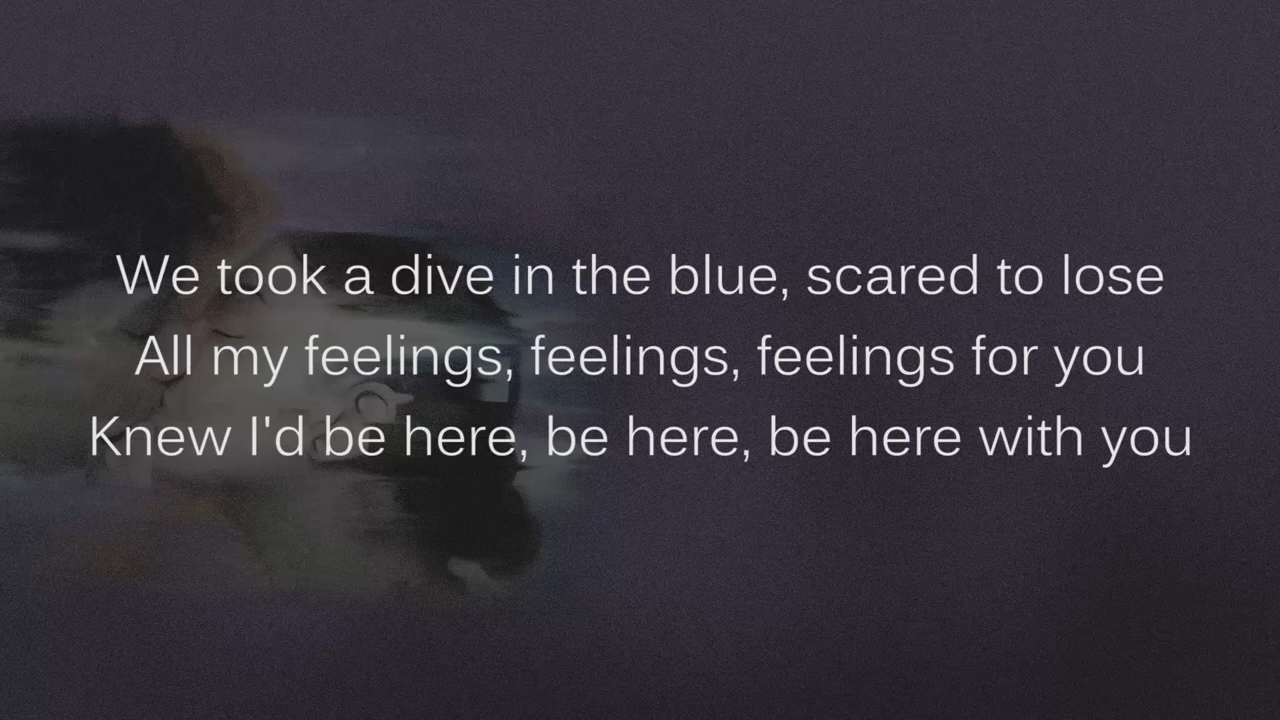 We took a dive in the blue, scared to lose
All my feelings, feelings, feelings for you
Knew I'd be here, be here, be here with you